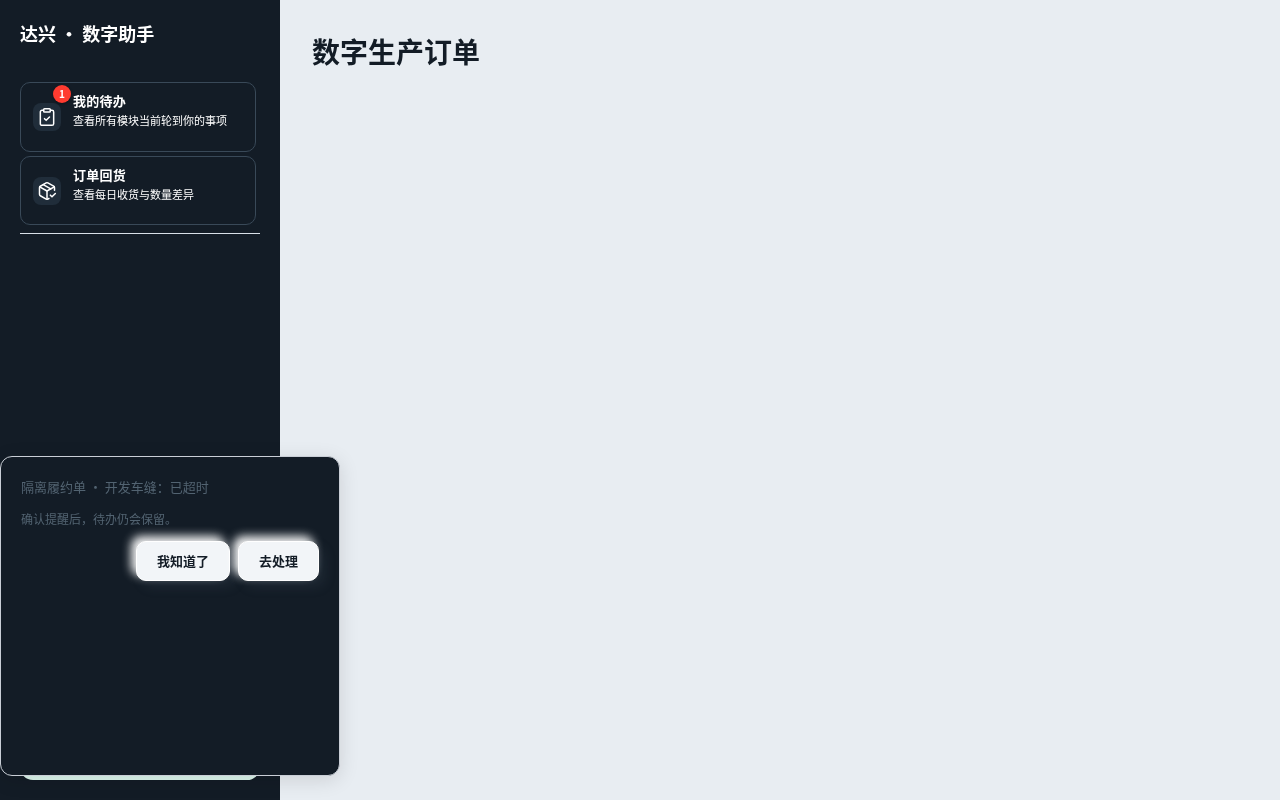 达兴 · 数字助手
数字生产订单
1
我的待办
查看所有模块当前轮到你的事项
订单回货
查看每日收货与数量差异
隔离履约单 · 开发车缝：已超时
确认提醒后，待办仍会保留。
我知道了
去处理